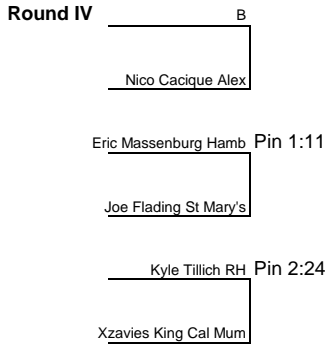 Round IV B
Nico Cacique Alex
Eric Massenburg Hamb Pin 1:11
Joe Flading St Mary's
Kyle Tillich RH Pin 2:24
Xzavies King Cal Mum